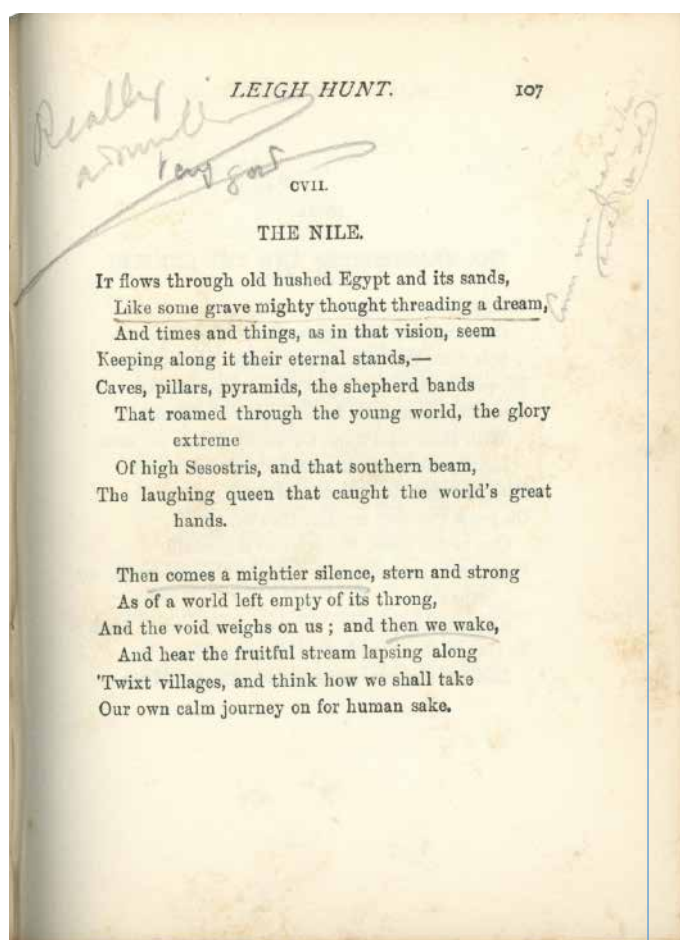 LEIGH HUNT. 107
Really
very good
CVII.
THE NILE.
IT flows through old hushed Egypt and its sands,
Like some grave mighty thought threading a dream,
And times and things, as in that vision, seem
Keeping along it their eternal stands,—
Caves, pillars, pyramids, the shepherd bands
That roamed through the young world, the glory
extreme
Of high Sesostris, and that southern beam,
The laughing queen that caught the world's great
hands.
Then comes a mightier silence, stern and strong
As of a world left empty of its throng,
And the void weighs on us ; and then we wake,
And hear the fruitful stream lapsing along
'Twixt villages, and think how we shall take
Our own calm journey on for human sake.